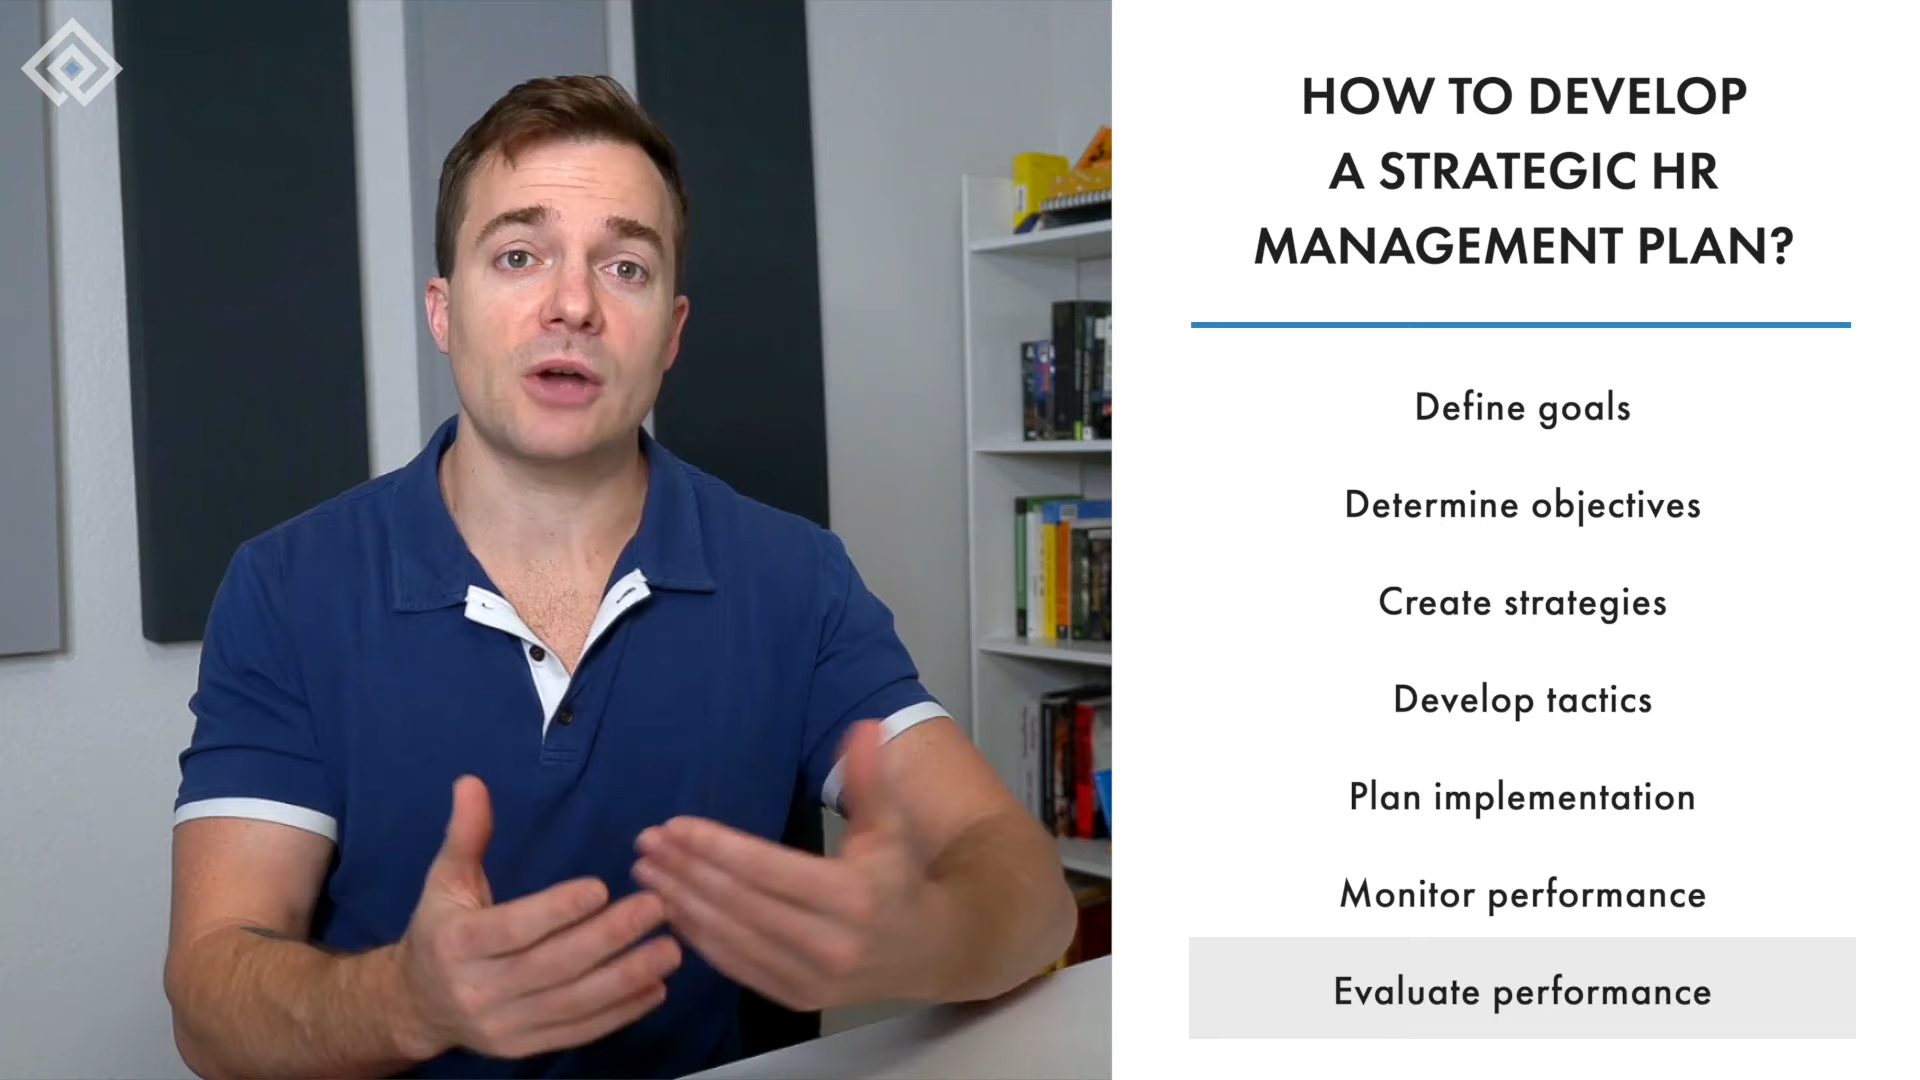 HOW TO DEVELOP
A STRATEGIC HR
MANAGEMENT PLAN?
Define goals
Determine objectives
Create strategies
Develop tactics
Plan implementation
Monitor performance
Evaluate performance